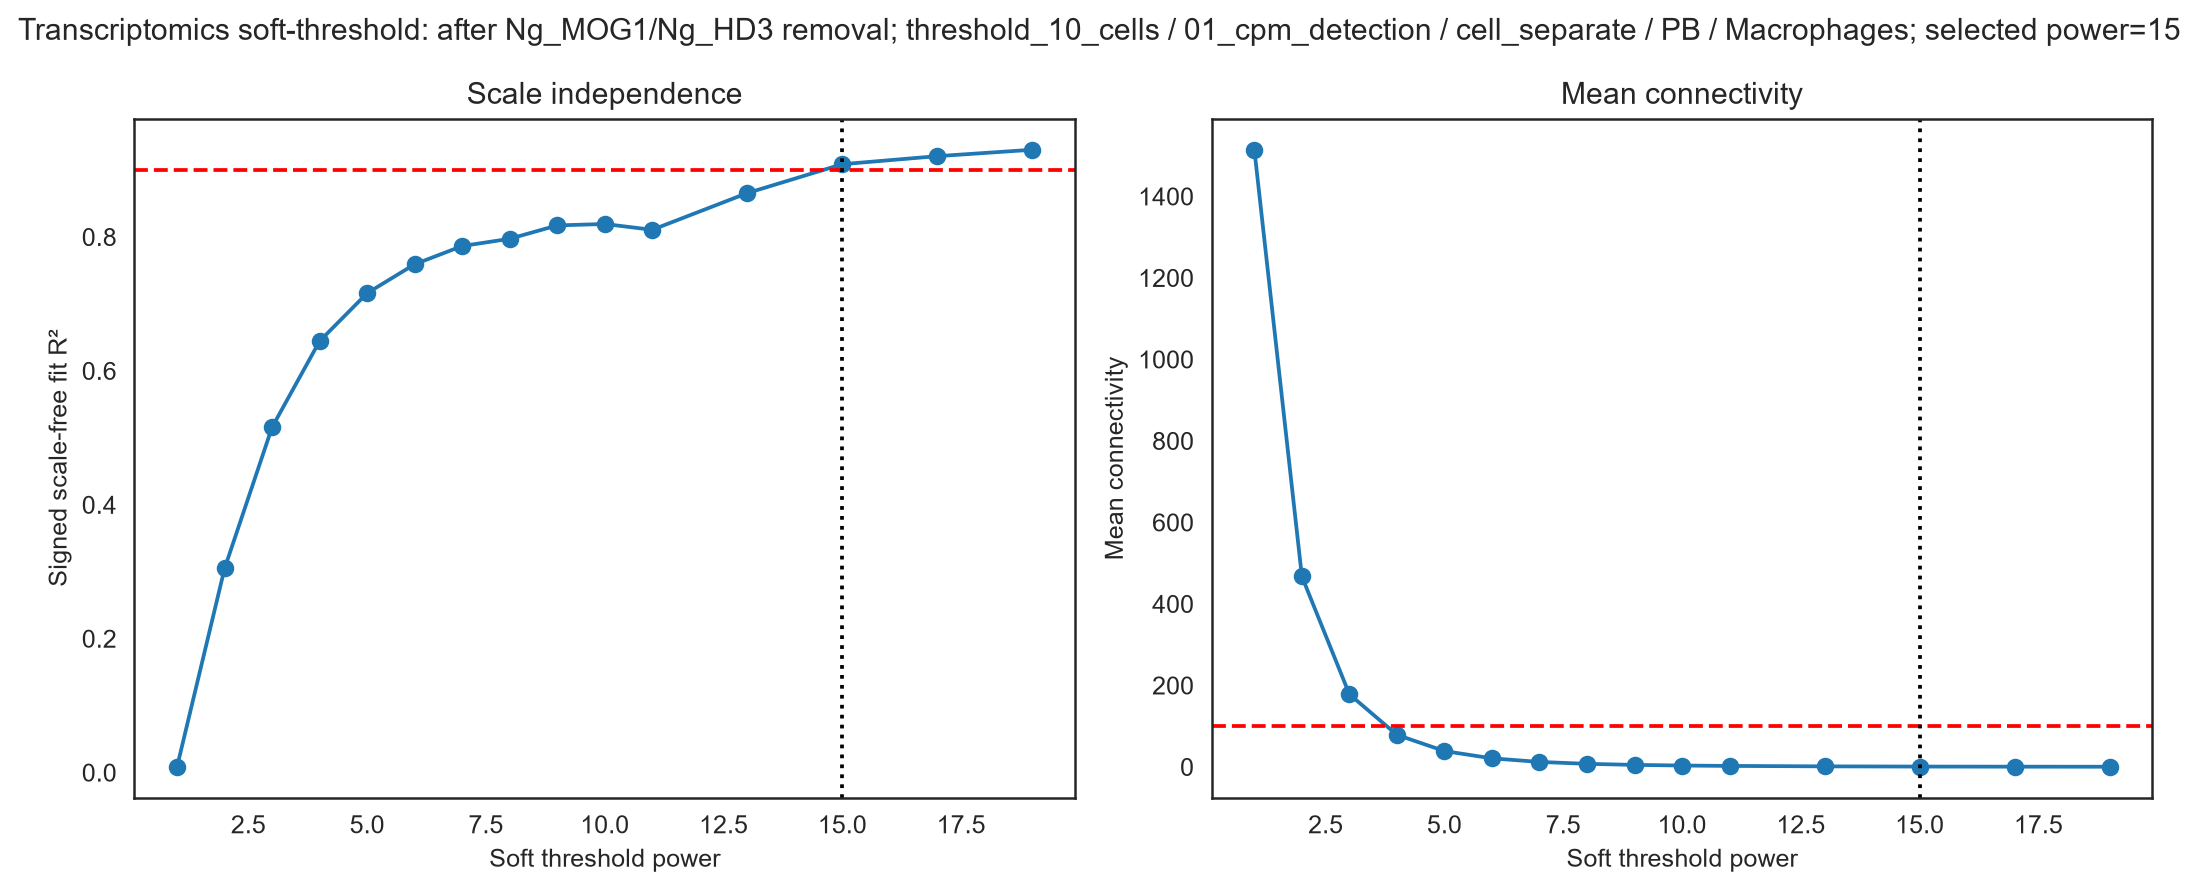 Transcriptomics soft-threshold: after Ng_MOG1/Ng_HD3 removal; threshold_10_cells / 01_cpm_detection / cell_separate / PB / Macrophages; selected power=15
Scale independence
Signed scale-free fit R²
0.8
0.6
0.4
0.2
0.0
2.5 5.0 7.5 10.0 12.5 15.0 17.5
Soft threshold power
Mean connectivity
Mean connectivity
1400
1200
1000
800
600
400
200
0
2.5 5.0 7.5 10.0 12.5 15.0 17.5
Soft threshold power